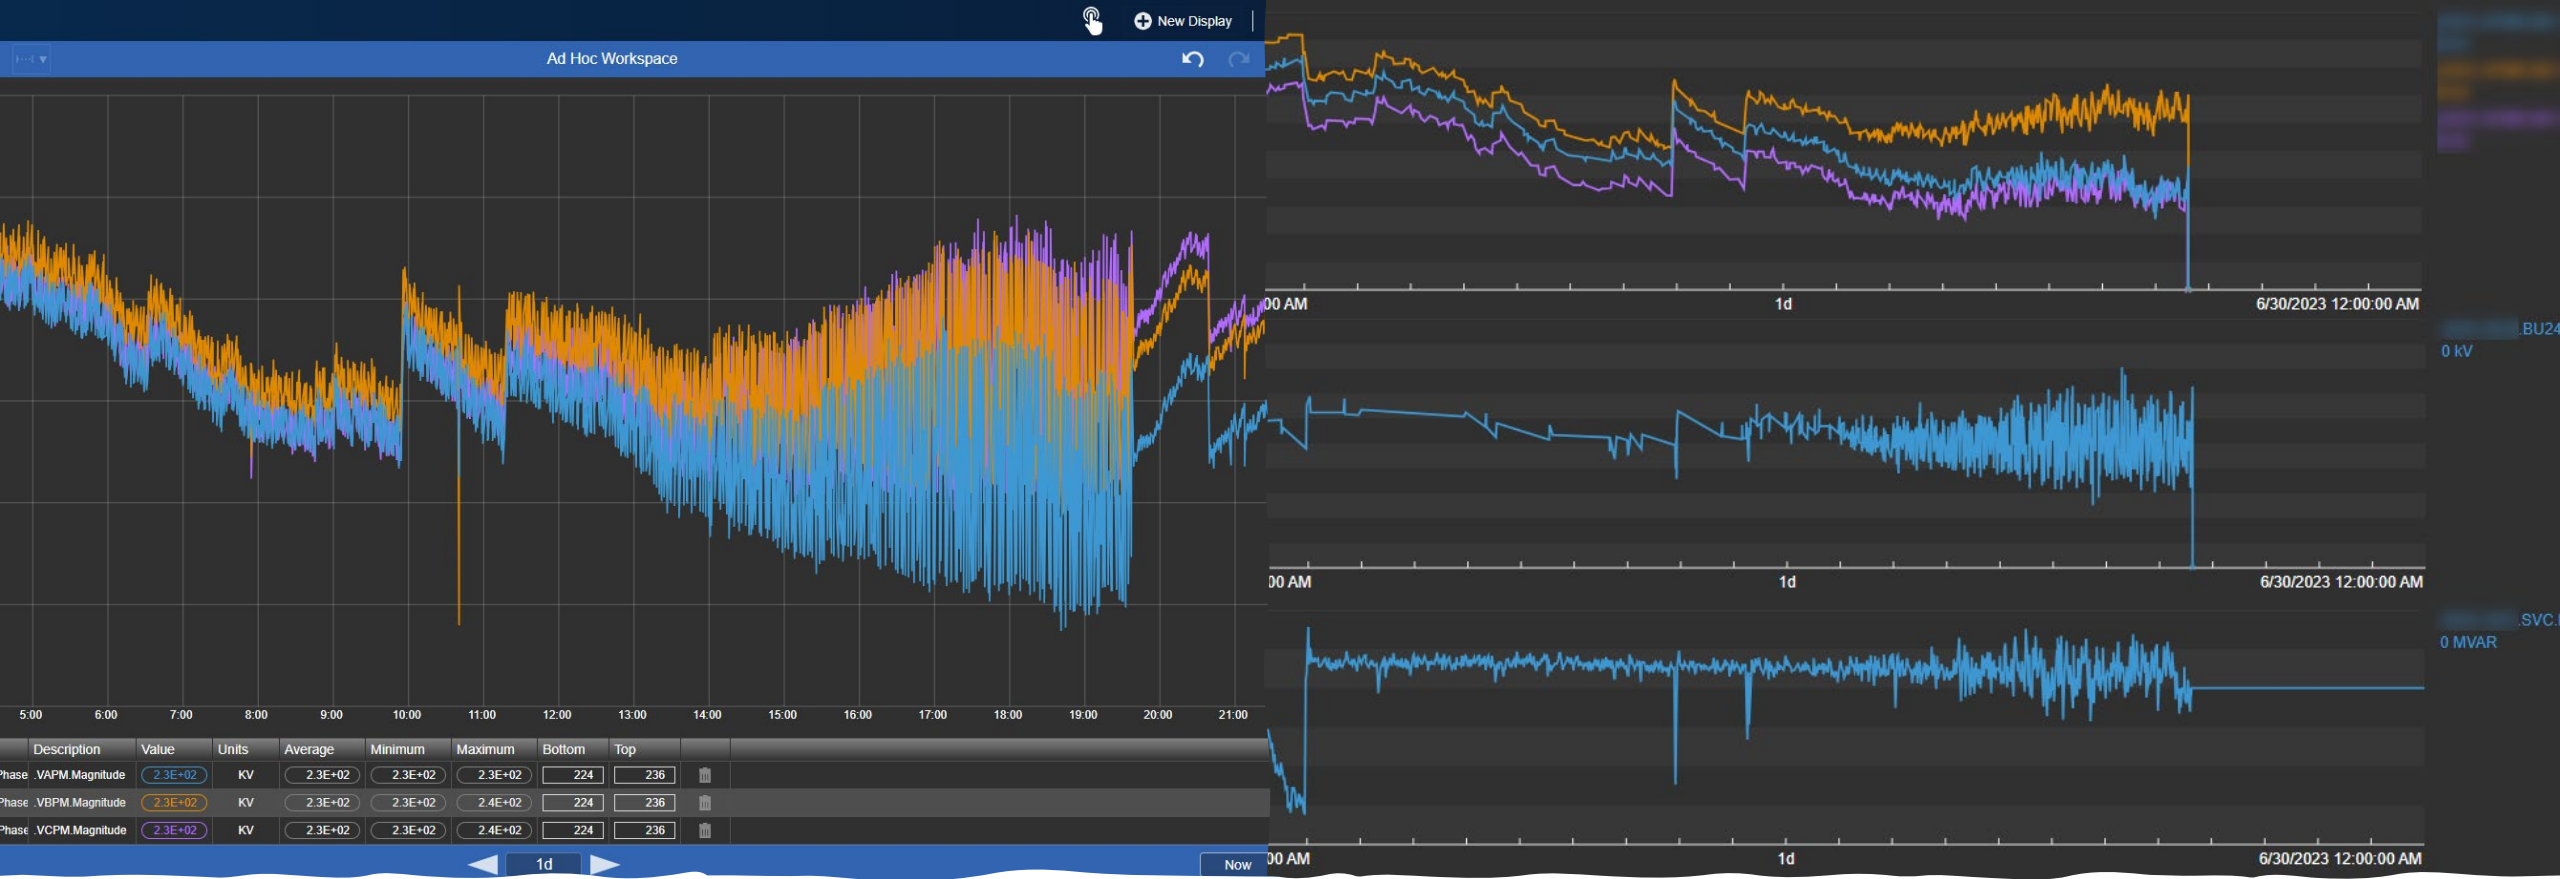 New Display
Ad Hoc Workspace
5:00 6:00 7:00 8:00 9:00 10:00 11:00 12:00 13:00 14:00 15:00 16:00 17:00 18:00 19:00 20:00 21:00
Description Value Units Average Minimum Maximum Bottom Top
Phase .VAPM.Magnitude 2.3E+02 KV 2.3E+02 2.3E+02 2.3E+02 224 236
Phase .VBPM.Magnitude 2.3E+02 KV 2.3E+02 2.3E+02 2.4E+02 224 236
Phase .VCPM.Magnitude 2.3E+02 KV 2.3E+02 2.3E+02 2.4E+02 224 236
1d
Now
00 AM 1d 6/30/2023 12:00:00 AM
.BU24
0 kV
00 AM 1d 6/30/2023 12:00:00 AM
.SVC.
0 MVAR
00 AM 1d 6/30/2023 12:00:00 AM